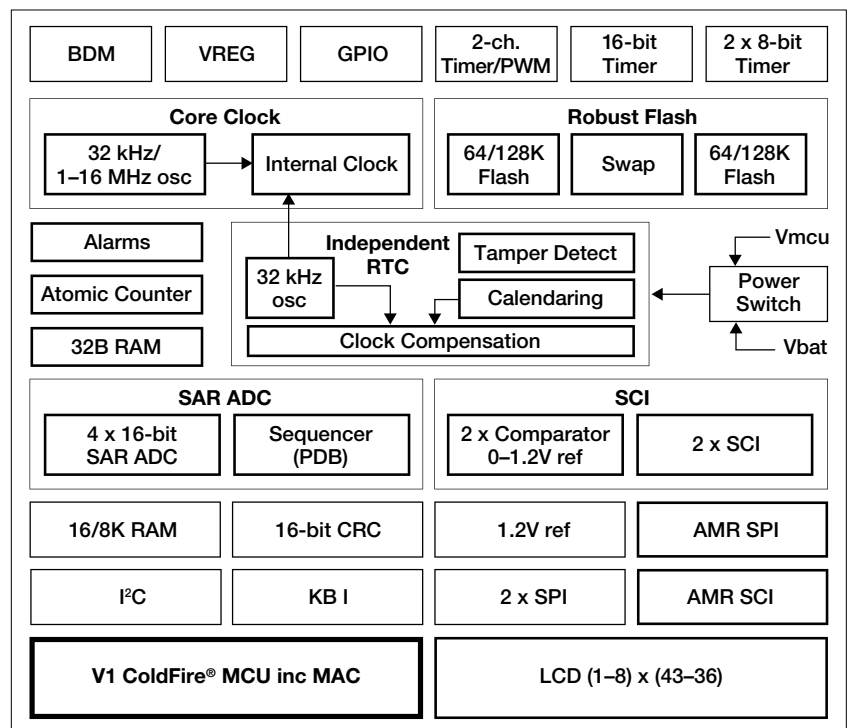 BDM
VREG
GPIO
2-ch.
Timer/PWM
16-bit
Timer
2 x 8-bit
Timer
Core Clock
32 kHz/
1–16 MHz osc
Internal Clock
Robust Flash
64/128K
Flash
Swap
64/128K
Flash
Alarms
Atomic Counter
32B RAM
Independent
RTC
32 kHz
osc
Tamper Detect
Calendaring
Clock Compensation
Vmcu
Power
Switch
Vbat
SAR ADC
4 x 16-bit
SAR ADC
Sequencer
(PDB)
SCI
2 x Comparator
0–1.2V ref
2 x SCI
16/8K RAM
16-bit CRC
1.2V ref
AMR SPI
I²C
KB I
2 x SPI
AMR SCI
V1 ColdFire® MCU inc MAC
LCD (1–8) x (43–36)